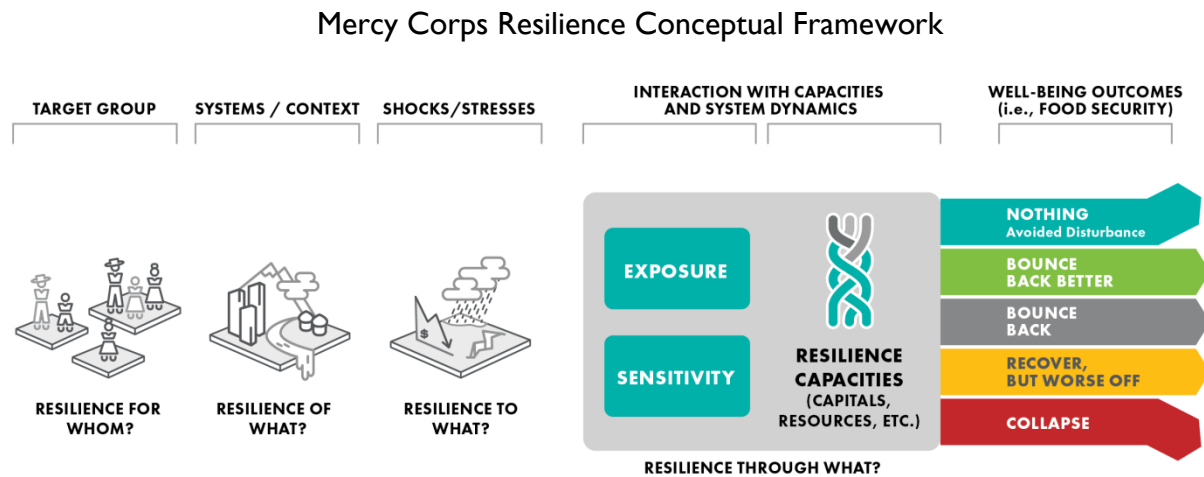 Mercy Corps Resilience Conceptual Framework
TARGET GROUP
SYSTEMS / CONTEXT
SHOCKS/STRESSES
INTERACTION WITH CAPACITIES
AND SYSTEM DYNAMICS
WELL-BEING OUTCOMES
(i.e., FOOD SECURITY)
RESILIENCE FOR
WHOM?
RESILIENCE OF
WHAT?
$
RESILIENCE TO
WHAT?
EXPOSURE
SENSITIVITY
RESILIENCE
CAPACITIES
(CAPITALS,
RESOURCES, ETC.)
RESILIENCE THROUGH WHAT?
NOTHING
Avoided Disturbance
BOUNCE
BACK BETTER
BOUNCE
BACK
RECOVER,
BUT WORSE OFF
COLLAPSE